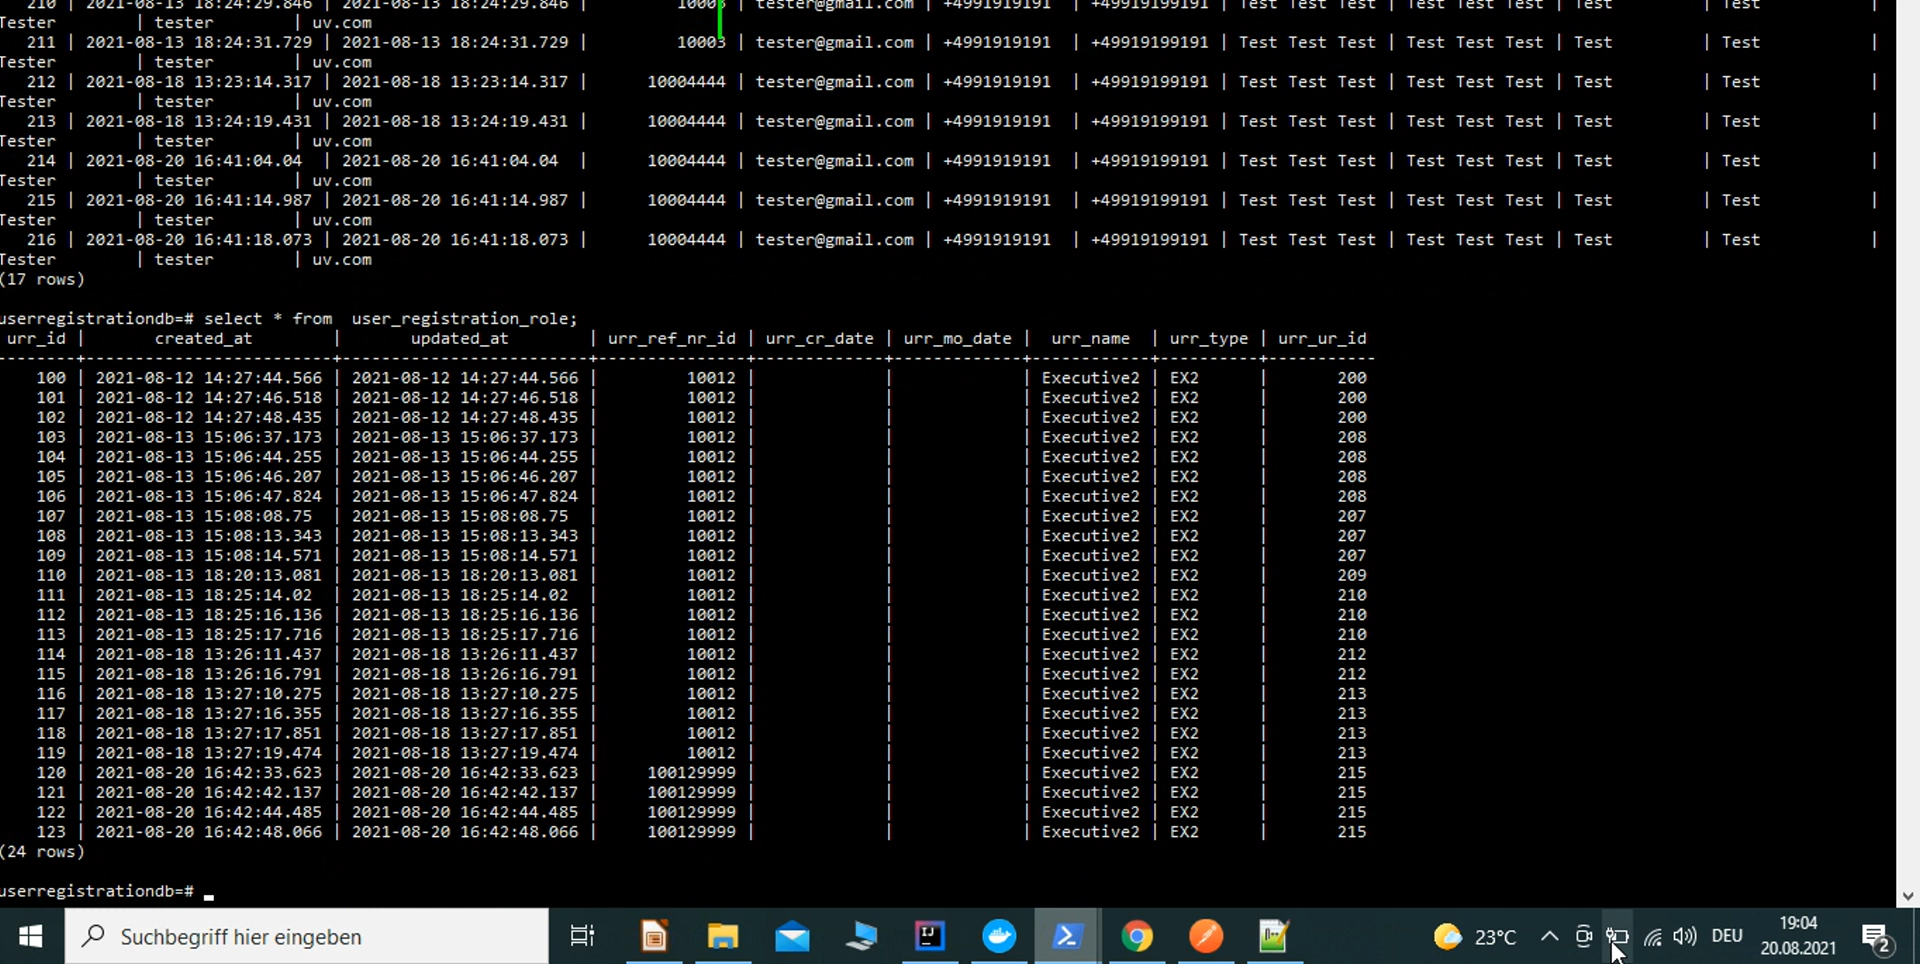 210 | 2021-08-13 18:24:29.846 | 2021-08-13 18:24:29.846 | 10003 | tester@gmail.com | +4991919191 | +49919199191 | Test Test Test | Test Test Test | Test | Test |
Tester | tester | uv.com
211 | 2021-08-13 18:24:31.729 | 2021-08-13 18:24:31.729 | 10003 | tester@gmail.com | +4991919191 | +49919199191 | Test Test Test | Test Test Test | Test | Test |
Tester | tester | uv.com
212 | 2021-08-18 13:23:14.317 | 2021-08-18 13:23:14.317 | 10004444 | tester@gmail.com | +4991919191 | +49919199191 | Test Test Test | Test Test Test | Test | Test |
Tester | tester | uv.com
213 | 2021-08-18 13:24:19.431 | 2021-08-18 13:24:19.431 | 10004444 | tester@gmail.com | +4991919191 | +49919199191 | Test Test Test | Test Test Test | Test | Test |
Tester | tester | uv.com
214 | 2021-08-20 16:41:04.04 | 2021-08-20 16:41:04.04 | 10004444 | tester@gmail.com | +4991919191 | +49919199191 | Test Test Test | Test Test Test | Test | Test |
Tester | tester | uv.com
215 | 2021-08-20 16:41:14.987 | 2021-08-20 16:41:14.987 | 10004444 | tester@gmail.com | +4991919191 | +49919199191 | Test Test Test | Test Test Test | Test | Test |
Tester | tester | uv.com
216 | 2021-08-20 16:41:18.073 | 2021-08-20 16:41:18.073 | 10004444 | tester@gmail.com | +4991919191 | +49919199191 | Test Test Test | Test Test Test | Test | Test |
Tester | tester | uv.com
(17 rows)
userregistrationdb=# select * from user_registration_role;
urr_id | created_at | updated_at | urr_ref_nr_id | urr_cr_date | urr_mo_date | urr_name | urr_type | urr_ur_id
--------+-------------------------+-------------------------+---------------+-------------+-------------+------------+----------+-----------
100 | 2021-08-12 14:27:44.566 | 2021-08-12 14:27:44.566 | 10012 | | | Executive2 | EX2 | 200
101 | 2021-08-12 14:27:46.518 | 2021-08-12 14:27:46.518 | 10012 | | | Executive2 | EX2 | 200
102 | 2021-08-12 14:27:48.435 | 2021-08-12 14:27:48.435 | 10012 | | | Executive2 | EX2 | 200
103 | 2021-08-13 15:06:37.173 | 2021-08-13 15:06:37.173 | 10012 | | | Executive2 | EX2 | 208
104 | 2021-08-13 15:06:44.255 | 2021-08-13 15:06:44.255 | 10012 | | | Executive2 | EX2 | 208
105 | 2021-08-13 15:06:46.207 | 2021-08-13 15:06:46.207 | 10012 | | | Executive2 | EX2 | 208
106 | 2021-08-13 15:06:47.824 | 2021-08-13 15:06:47.824 | 10012 | | | Executive2 | EX2 | 208
107 | 2021-08-13 15:08:08.75 | 2021-08-13 15:08:08.75 | 10012 | | | Executive2 | EX2 | 207
108 | 2021-08-13 15:08:13.343 | 2021-08-13 15:08:13.343 | 10012 | | | Executive2 | EX2 | 207
109 | 2021-08-13 15:08:14.571 | 2021-08-13 15:08:14.571 | 10012 | | | Executive2 | EX2 | 207
110 | 2021-08-13 18:20:13.081 | 2021-08-13 18:20:13.081 | 10012 | | | Executive2 | EX2 | 209
111 | 2021-08-13 18:25:14.02 | 2021-08-13 18:25:14.02 | 10012 | | | Executive2 | EX2 | 210
112 | 2021-08-13 18:25:16.136 | 2021-08-13 18:25:16.136 | 10012 | | | Executive2 | EX2 | 210
113 | 2021-08-13 18:25:17.716 | 2021-08-13 18:25:17.716 | 10012 | | | Executive2 | EX2 | 210
114 | 2021-08-18 13:26:11.437 | 2021-08-18 13:26:11.437 | 10012 | | | Executive2 | EX2 | 212
115 | 2021-08-18 13:26:16.791 | 2021-08-18 13:26:16.791 | 10012 | | | Executive2 | EX2 | 212
116 | 2021-08-18 13:27:10.275 | 2021-08-18 13:27:10.275 | 10012 | | | Executive2 | EX2 | 213
117 | 2021-08-18 13:27:16.355 | 2021-08-18 13:27:16.355 | 10012 | | | Executive2 | EX2 | 213
118 | 2021-08-18 13:27:17.851 | 2021-08-18 13:27:17.851 | 10012 | | | Executive2 | EX2 | 213
119 | 2021-08-18 13:27:19.474 | 2021-08-18 13:27:19.474 | 10012 | | | Executive2 | EX2 | 213
120 | 2021-08-20 16:42:33.623 | 2021-08-20 16:42:33.623 | 100129999 | | | Executive2 | EX2 | 215
121 | 2021-08-20 16:42:42.137 | 2021-08-20 16:42:42.137 | 100129999 | | | Executive2 | EX2 | 215
122 | 2021-08-20 16:42:44.485 | 2021-08-20 16:42:44.485 | 100129999 | | | Executive2 | EX2 | 215
123 | 2021-08-20 16:42:48.066 | 2021-08-20 16:42:48.066 | 100129999 | | | Executive2 | EX2 | 215
(24 rows)
userregistrationdb=#
Suchbegriff hier eingeben
IJ
23°C
DEU
19:04
20.08.2021
2